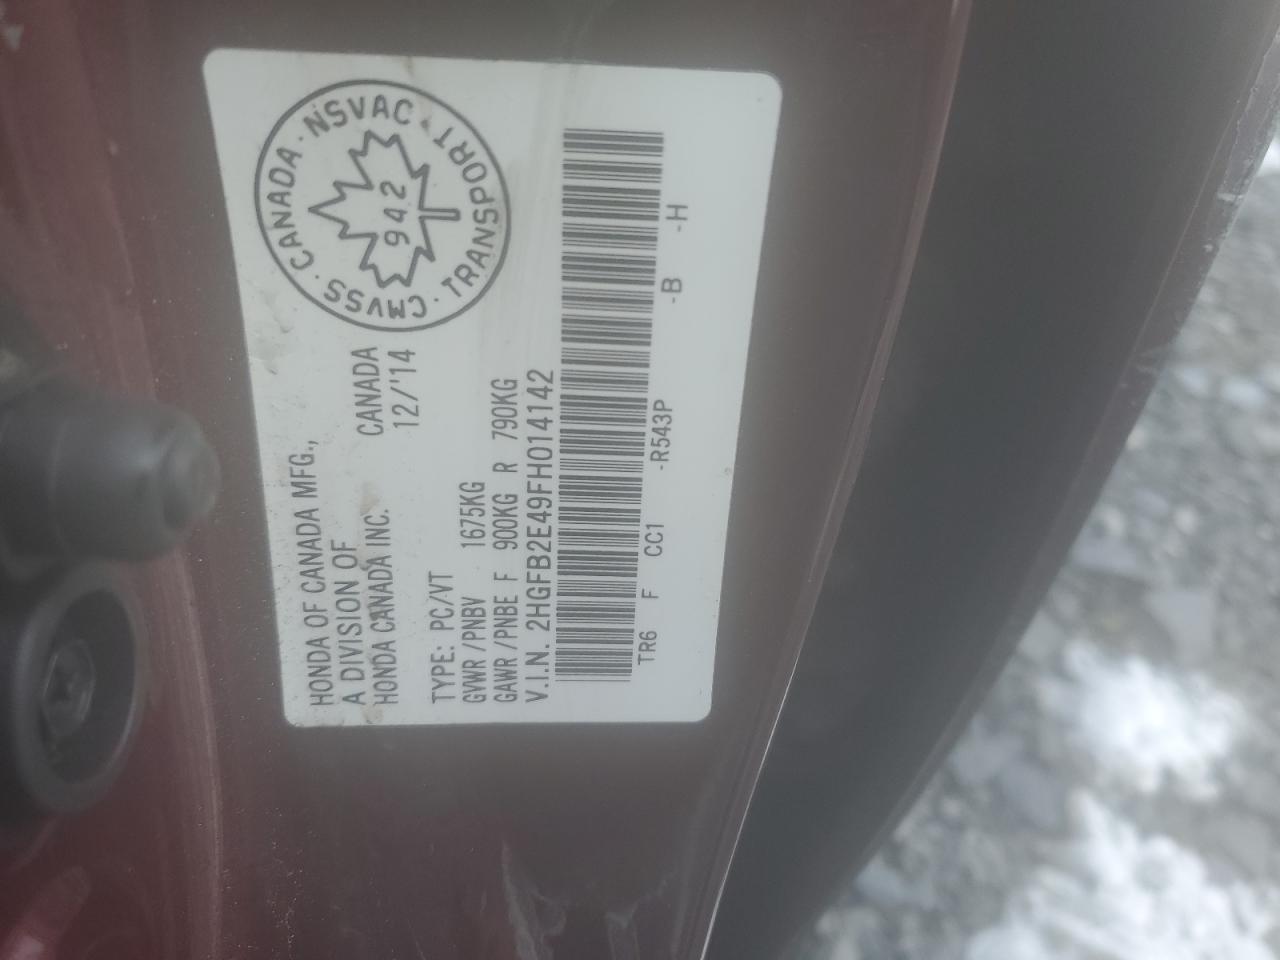 CMVSS · CANADA · NSVAC · TRANSPORT ·
942
HONDA OF CANADA MFG.,
A DIVISION OF
HONDA CANADA INC. CANADA
12/'14
TYPE: PC/VT
GVWR /PNBV 1675KG
GAWR /PNBE F 900KG R 790KG
V.I.N. 2HGFB2E49FH014142
TR6 F CC1 -R543P -B -H